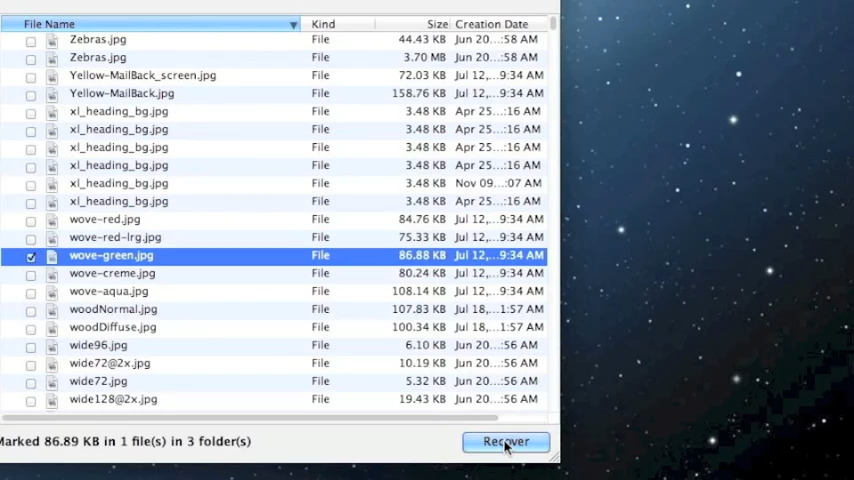 File Name Kind Size Creation Date
Zebras.jpg File 44.43 KB Jun 20...:58 AM
Zebras.jpg File 3.70 MB Jun 20...:58 AM
Yellow-MailBack_screen.jpg File 72.03 KB Jul 12,...9:34 AM
Yellow-MailBack.jpg File 158.76 KB Jul 12,...9:34 AM
xl_heading_bg.jpg File 3.48 KB Apr 25...:16 AM
xl_heading_bg.jpg File 3.48 KB Apr 25...:16 AM
xl_heading_bg.jpg File 3.48 KB Apr 25...:16 AM
xl_heading_bg.jpg File 3.48 KB Apr 25...:16 AM
xl_heading_bg.jpg File 3.48 KB Nov 09...:07 AM
xl_heading_bg.jpg File 3.48 KB Apr 25...:16 AM
wove-red.jpg File 84.76 KB Jul 12,...9:34 AM
wove-red-lrg.jpg File 75.33 KB Jul 12,...9:34 AM
wove-green.jpg File 86.88 KB Jul 12,...9:34 AM
wove-creme.jpg File 80.24 KB Jul 12,...9:34 AM
wove-aqua.jpg File 108.14 KB Jul 12,...9:34 AM
woodNormal.jpg File 107.83 KB Jul 18,...1:57 AM
woodDiffuse.jpg File 100.34 KB Jul 18,...1:57 AM
wide96.jpg File 6.10 KB Jun 20...:56 AM
wide72@2x.jpg File 10.19 KB Jun 20...:56 AM
wide72.jpg File 5.32 KB Jun 20...:56 AM
wide128@2x.jpg File 19.43 KB Jun 20...:56 AM
Marked 86.89 KB in 1 file(s) in 3 folder(s) Recover